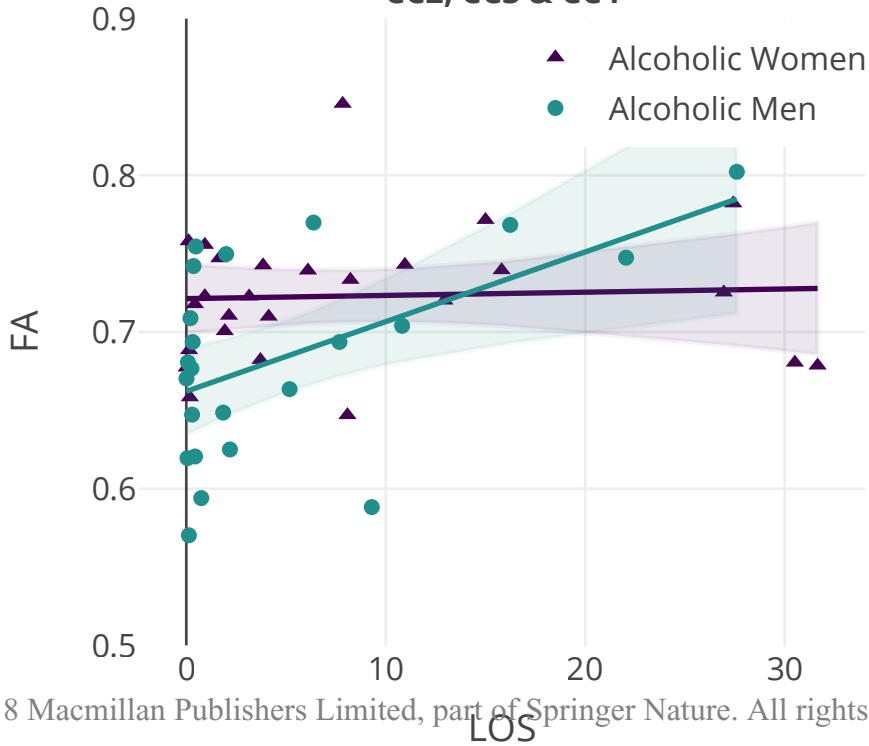 0.9
Alcoholic Women
Alcoholic Men
0.8
FA
0.7
0.6
0.5
0 10 20 30
8 Macmillan Publishers Limited, part of Springer Nature. All rights
LOS